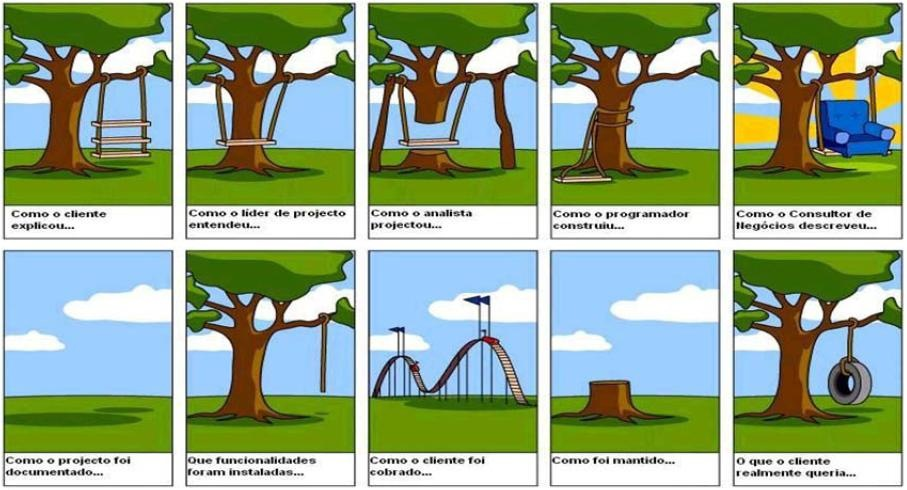 Como o cliente
explicou...
Como o líder de projecto
entendeu...
Como o analista
projectou...
Como o programador
construiu...
Como o Consultor de
Negócios descreveu...
Como o projecto foi
documentado...
Que funcionalidades
foram instaladas...
Como o cliente foi
cobrado...
Como foi mantido...
O que o cliente
realmente queria...